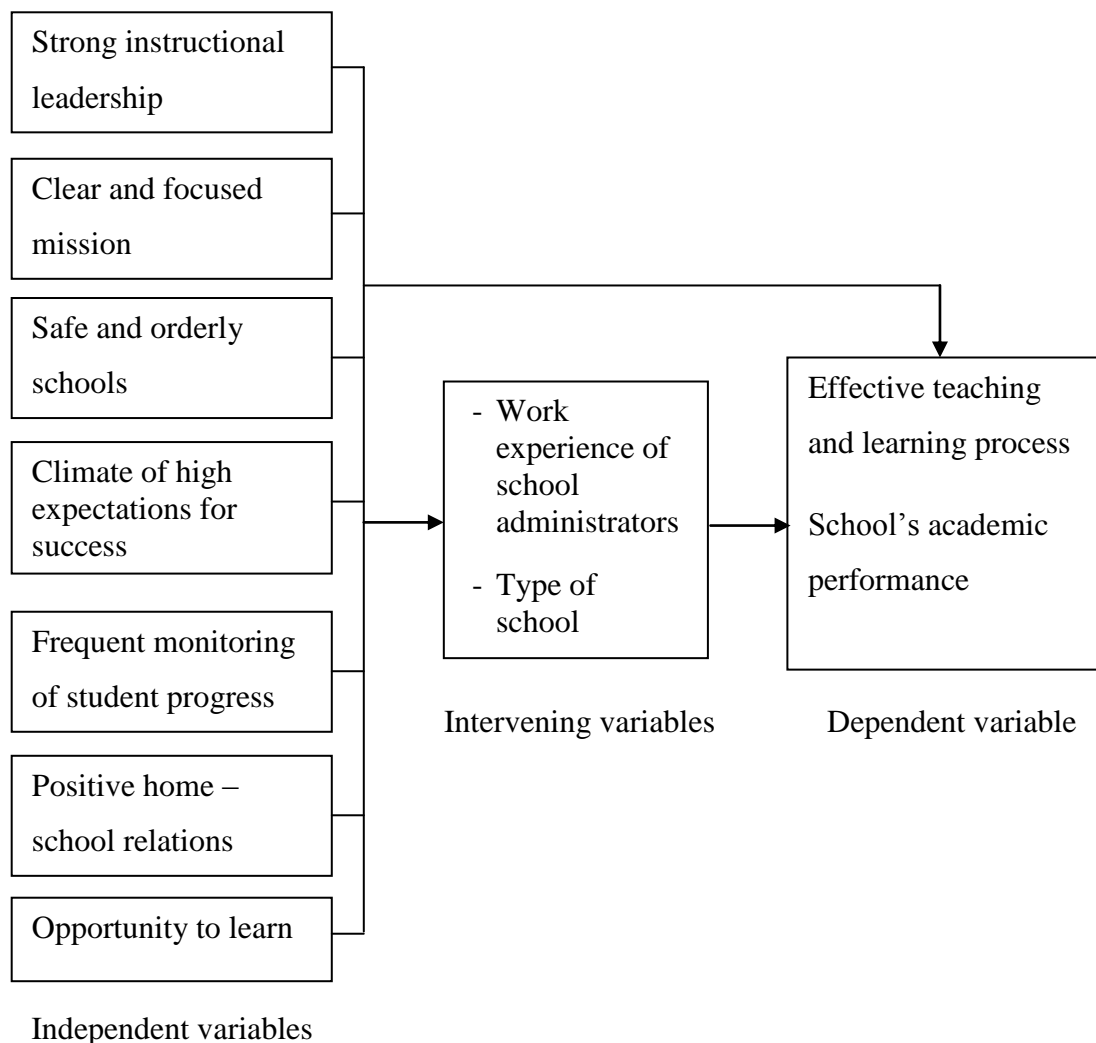 Strong instructional
leadership
Clear and focused
mission
Safe and orderly
schools
Climate of high
expectations for
success
Frequent monitoring
of student progress
Positive home –
school relations
Opportunity to learn
Independent variables
- Work
experience of
school
administrators
- Type of
school
Intervening variables
Effective teaching
and learning process
School’s academic
performance
Dependent variable